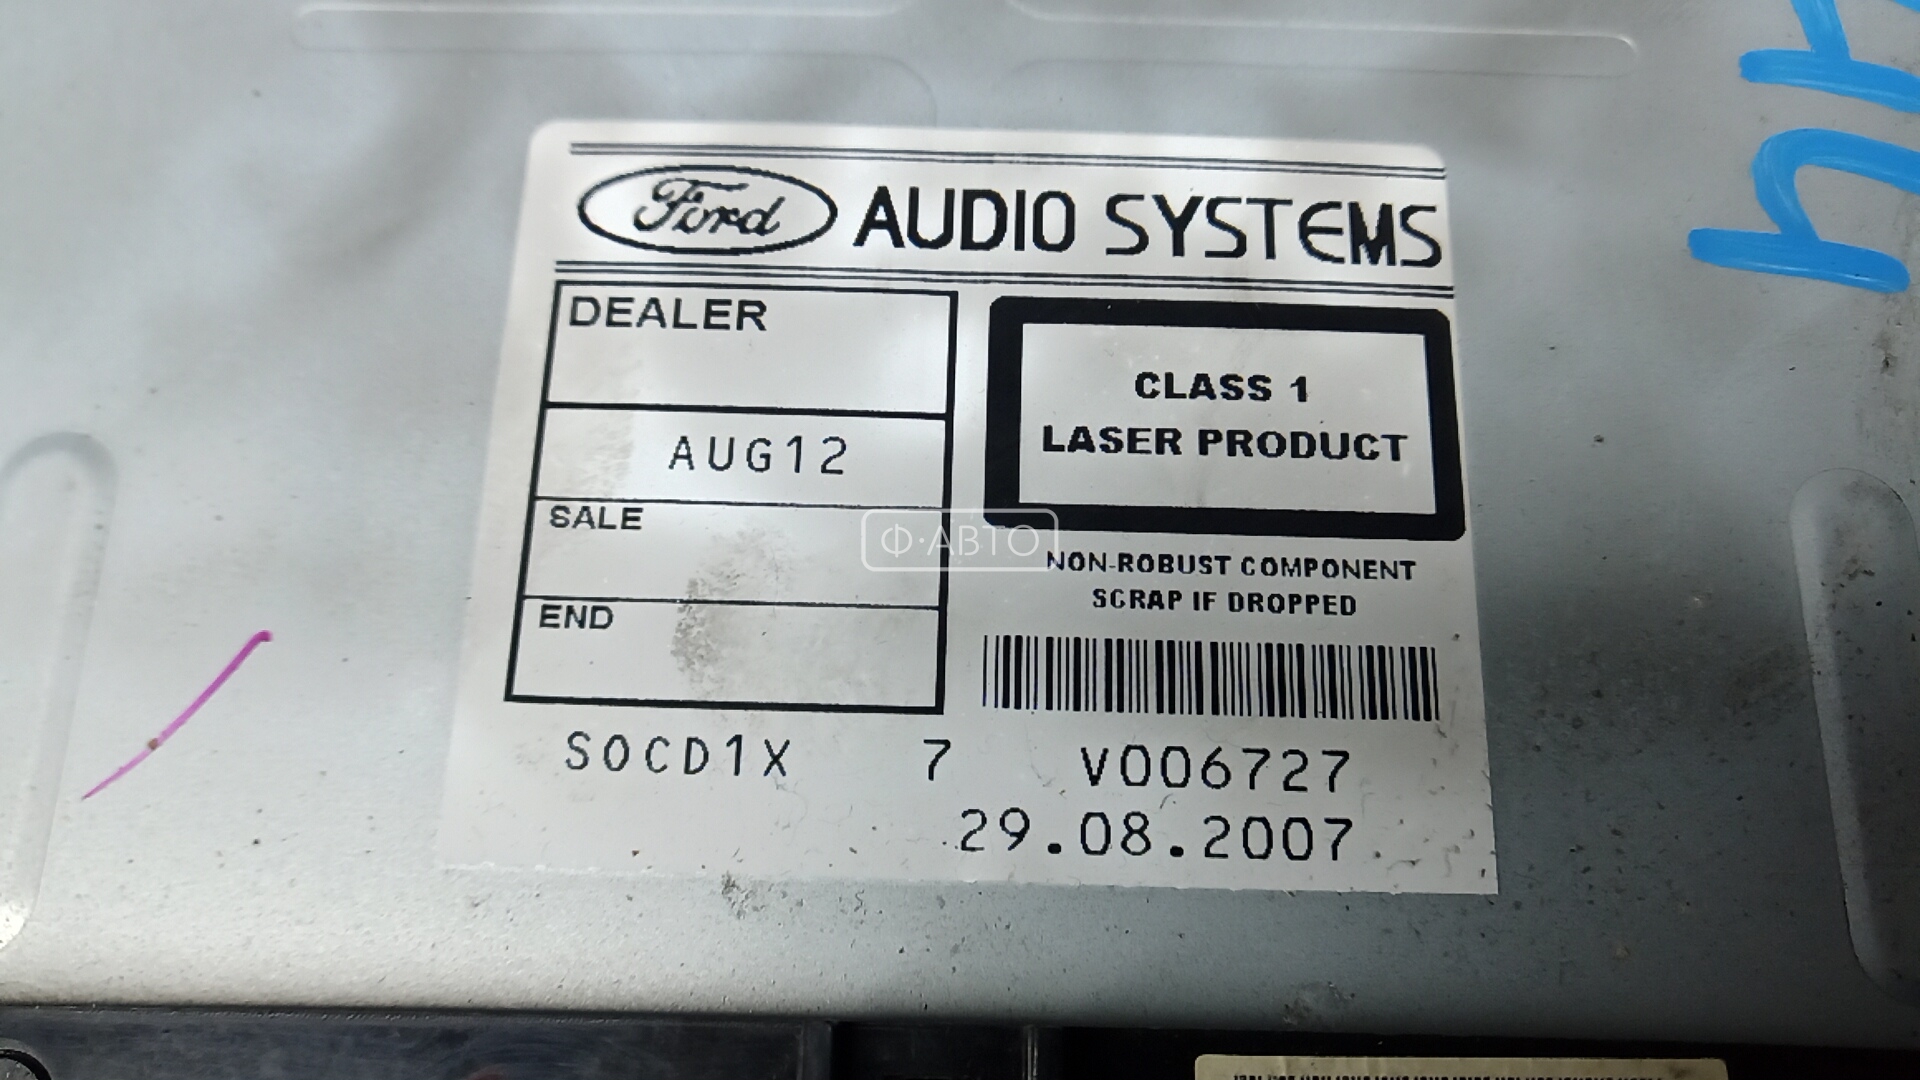 Ford AUDIO SYSTEMS
DEALER
AUG12
SALE
END
CLASS 1
LASER PRODUCT
NON-ROBUST COMPONENT
SCRAP IF DROPPED
SOCD1X 7 V006727
29.08.2007
Ф·АВТО